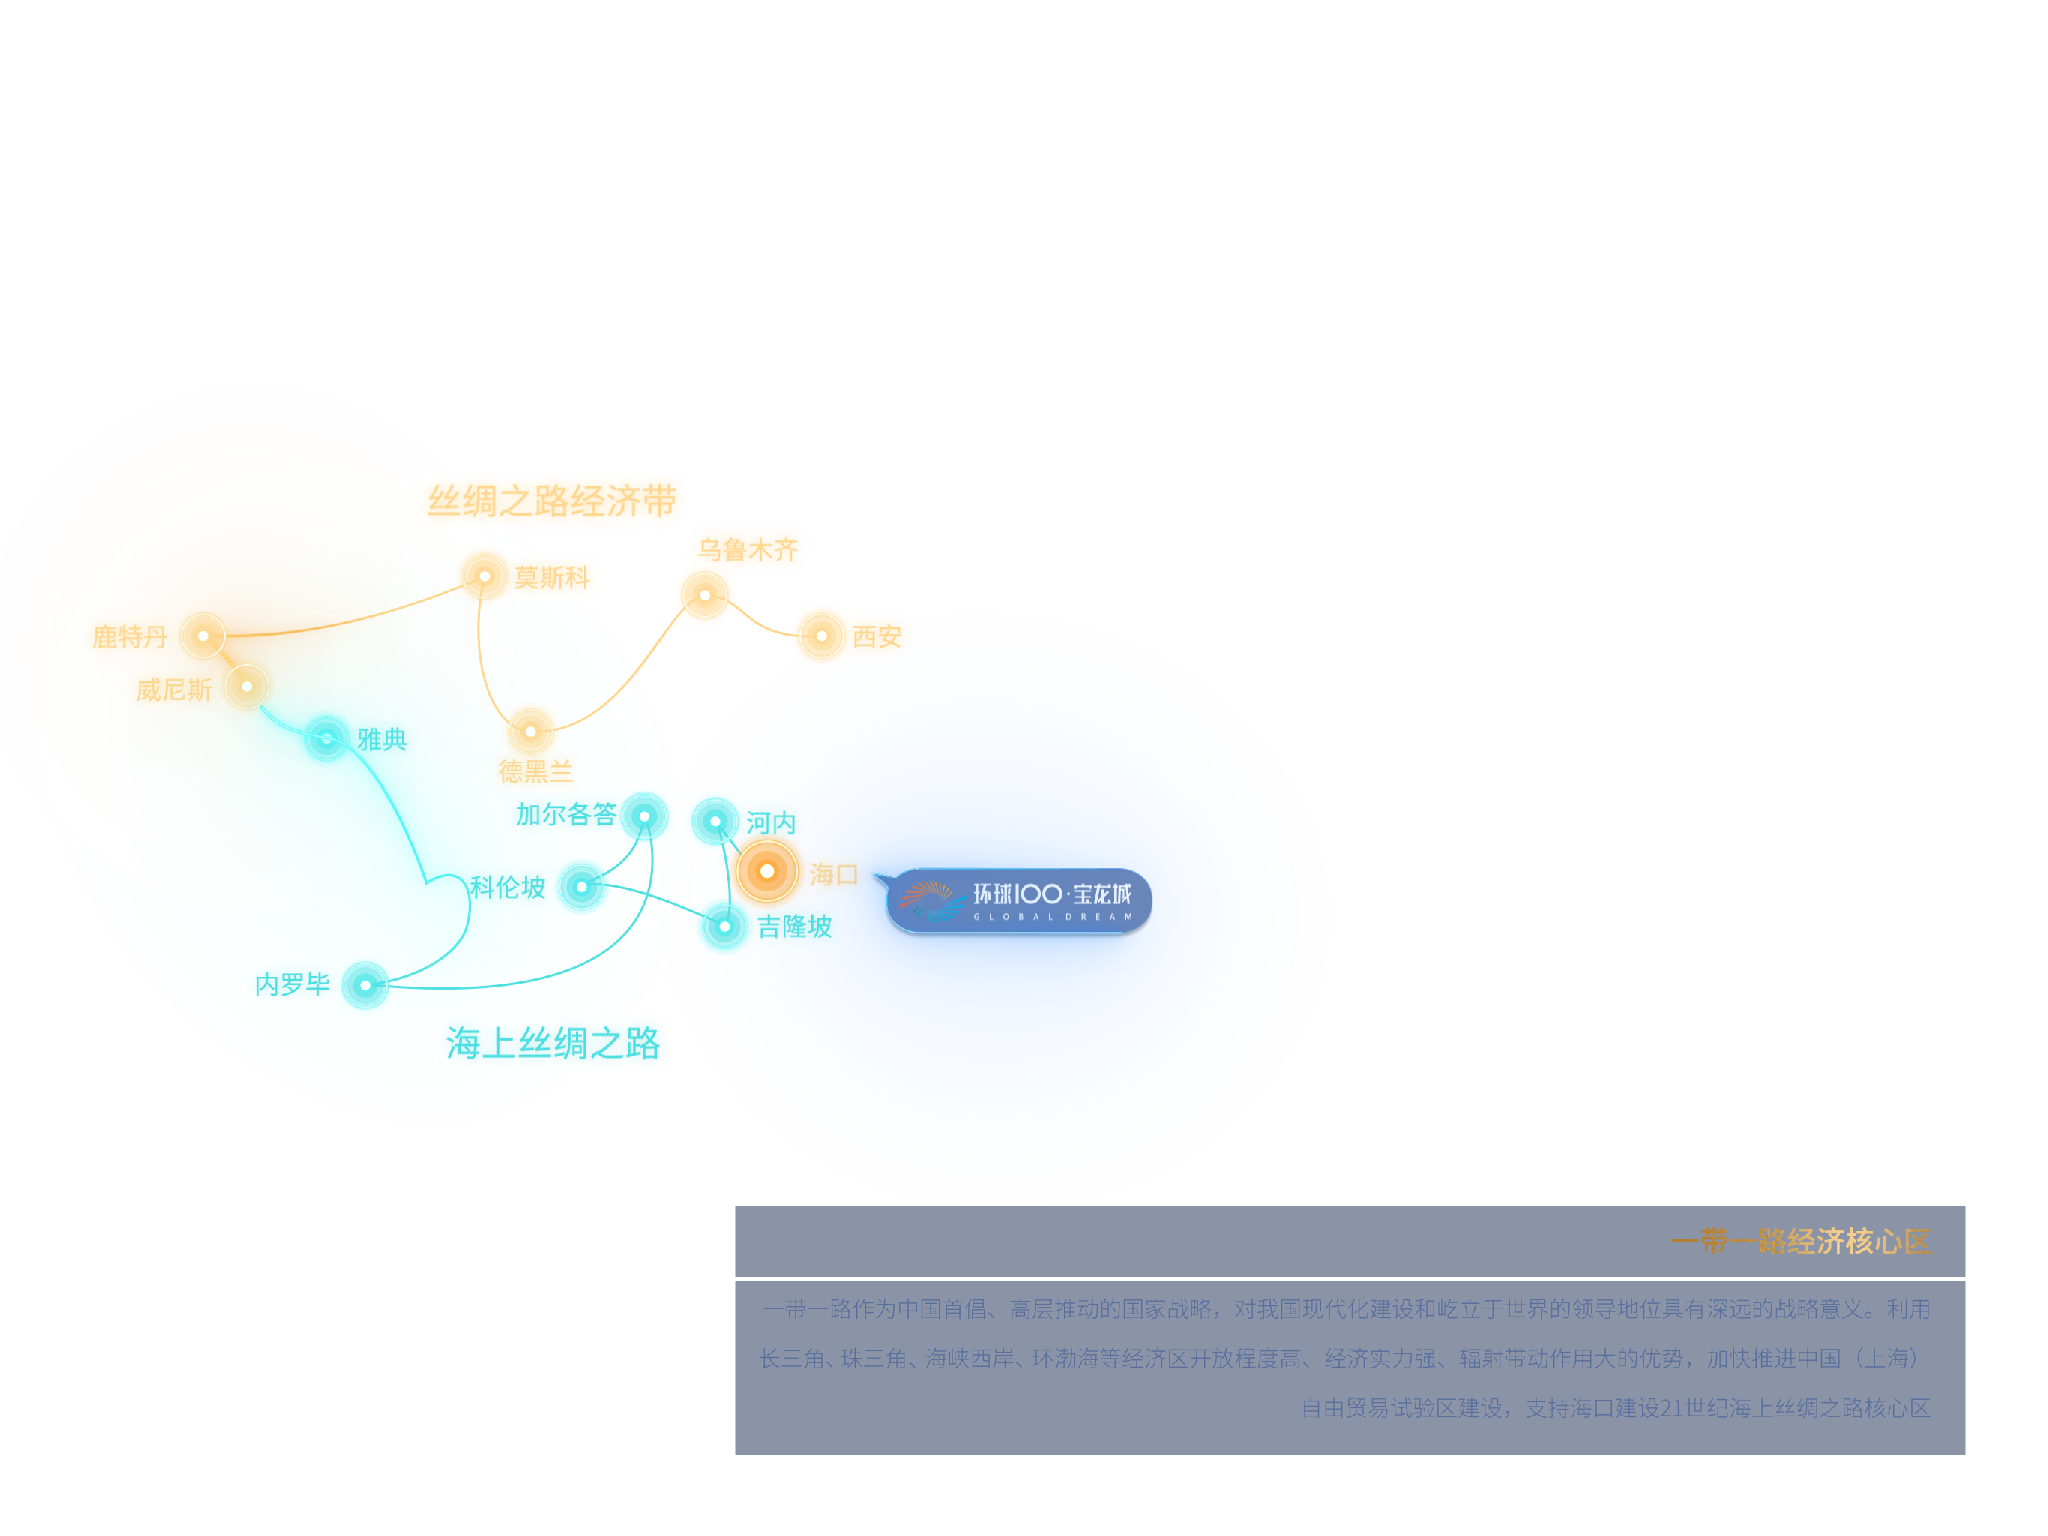 丝绸之路经济带
乌鲁木齐
莫斯科
鹿特丹
西安
威尼斯
雅典
德黑兰
加尔各答
河内
海口
科伦坡
环球100·宝龙城
GLOBAL DREAM
吉隆坡
内罗毕
海上丝绸之路
一带一路经济核心区
一带一路作为中国首倡、高层推动的国家战略，对我国现代化建设和屹立于世界的领导地位具有深远的战略意义。利用
长三角、珠三角、海峡西岸、环渤海等经济区开放程度高、经济实力强、辐射带动作用大的优势，加快推进中国（上海）
自由贸易试验区建设，支持海口建设21世纪海上丝绸之路核心区